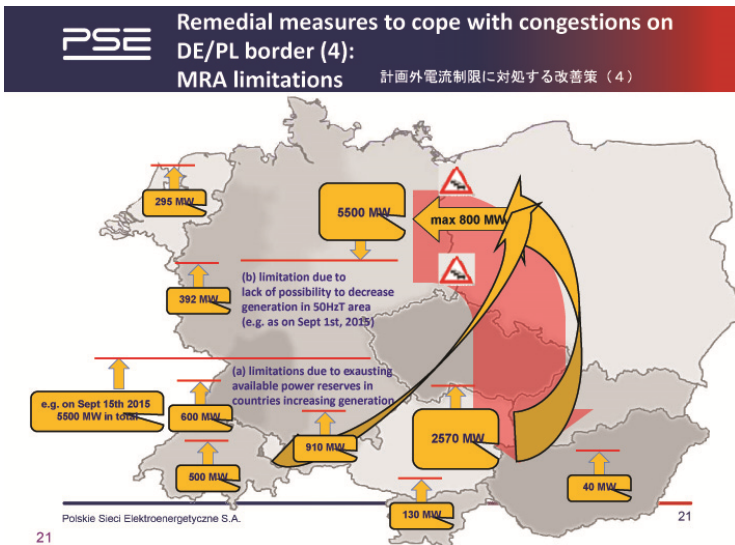 PSE
Remedial measures to cope with congestions on
DE/PL border (4):
MRA limitations
計画外電流制限に対処する改善策（4）
295 MW
5500 MW
max 800 MW
392 MW
(b) limitation due to
lack of possibility to decrease
generation in 50HzT area
(e.g. as on Sept 1st, 2015)
(a) limitations due to exausting
available power reserves in
countries increasing generation
e.g. on Sept 15th 2015
5500 MW in total
600 MW
910 MW
2570 MW
500 MW
40 MW
130 MW
Polskie Sieci Elektroenergetyczne S.A.
21
21